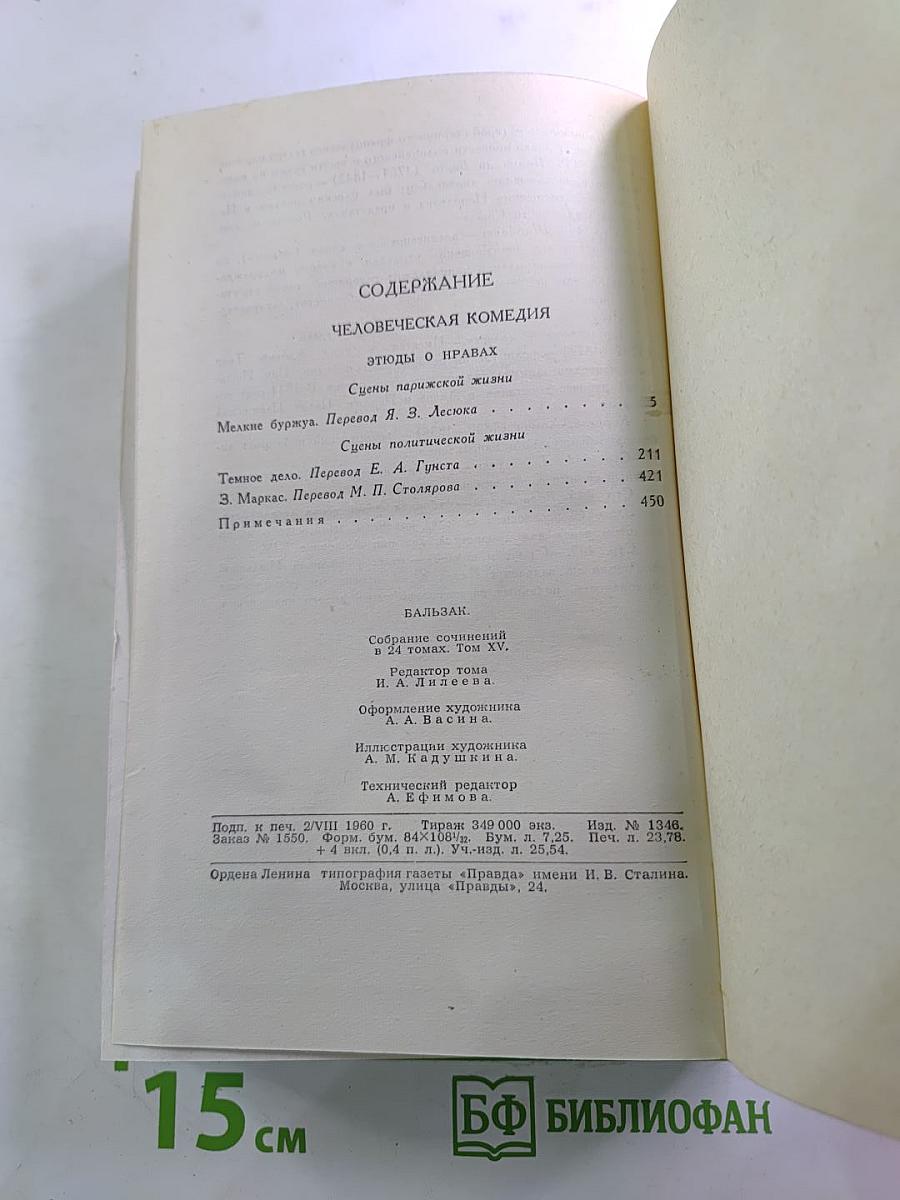 СОДЕРЖАНИЕ
ЧЕЛОВЕЧЕСКАЯ КОМЕДИЯ
ЭТЮДЫ О НРАВАХ
Сцены парижской жизни
Мелкие буржуа. Перевод Я. З. Лесюка . . . . . . . . 5
Сцены политической жизни
Темное дело. Перевод Е. А. Гунста . . . . . . . . . 211
З. Маркас. Перевод М. П. Столярова . . . . . . . . . 421
Примечания . . . . . . . . . . . . . . . . . . 450
БАЛЬЗАК.
Собрание сочинений
в 24 томах. Том XV.
Редактор тома
И. А. Лилеева.
Оформление художника
А. А. Васина.
Иллюстрации художника
А. М. Кадушкина.
Технический редактор
А. Ефимова.
Подп. к печ. 2/VIII 1960 г. Тираж 349 000 экз. Изд. № 1346.
Заказ № 1550. Форм. бум. 84×108¹/₃₂. Бум. л. 7,25. Печ. л. 23,78.
+ 4 вкл. (0,4 п. л.). Уч.-изд. л. 25,54.
Ордена Ленина типография газеты «Правда» имени И. В. Сталина.
Москва, улица «Правды», 24.
15 см
БФ БИБЛИОФАН